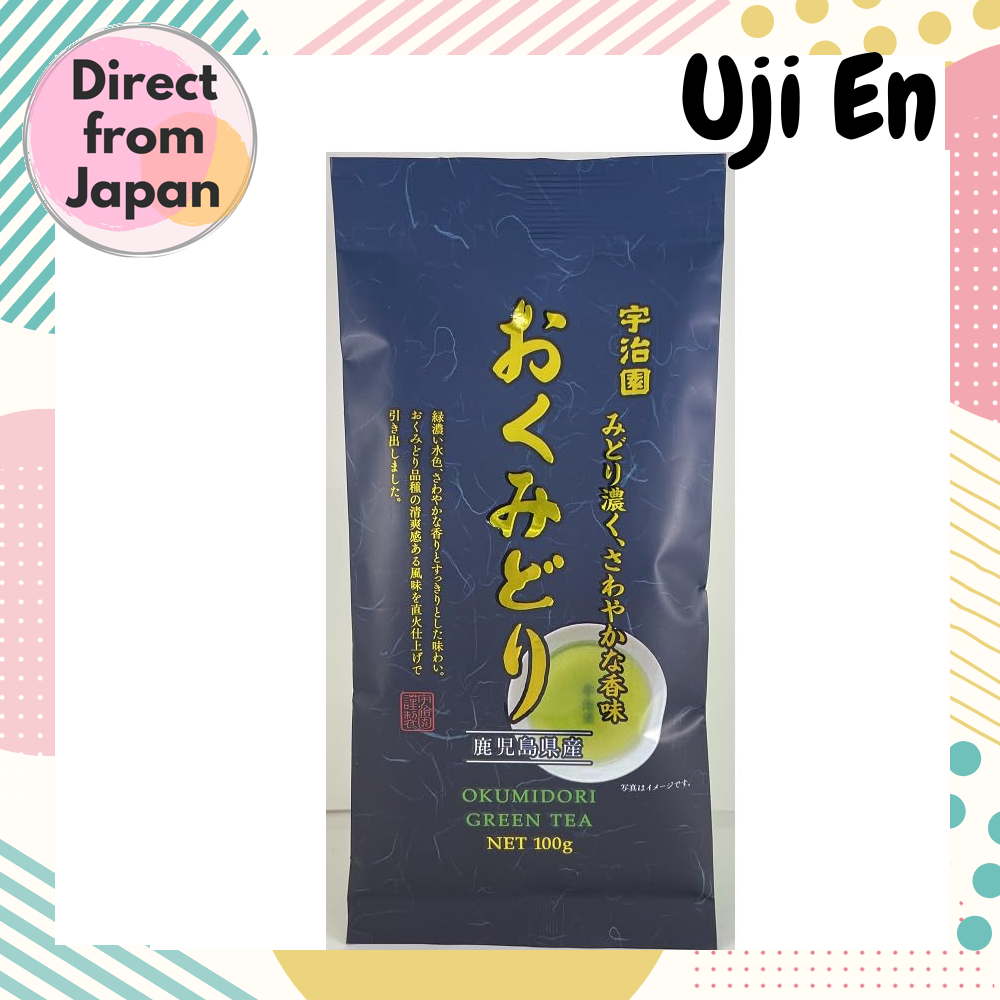 Direct
from
Japan
Uji En
宇治園
みどり濃く、さわやかな香味
おくみどり
緑濃い水色、さわやかな香りとすっきりとした味わい。
おくみどり品種の清爽感ある風味を直火仕上げで
引き出しました。
宇治園
謹製
鹿児島県産
写真はイメージです。
OKUMIDORI
GREEN TEA
NET 100g